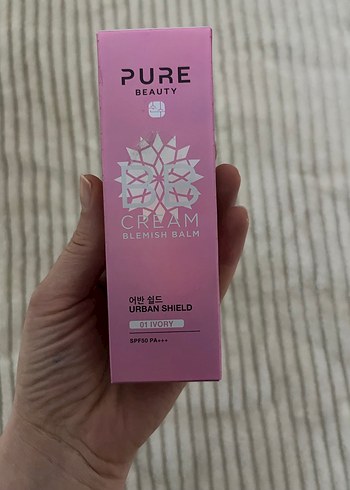 PURE
BEAUTY
BB
CREAM
BLEMISH BALM
어반 쉴드
URBAN SHIELD
01 IVORY
SPF50 PA+++